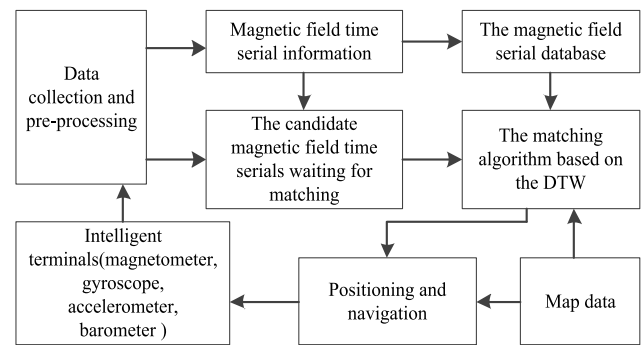 Data
collection and
pre-processing
Magnetic field time
serial information
The magnetic field
serial database
The candidate
magnetic field time
serials waiting for
matching
The matching
algorithm based on
the DTW
Intelligent
terminals(magnetometer,
gyroscope,
accelerometer,
barometer )
Positioning and
navigation
Map data